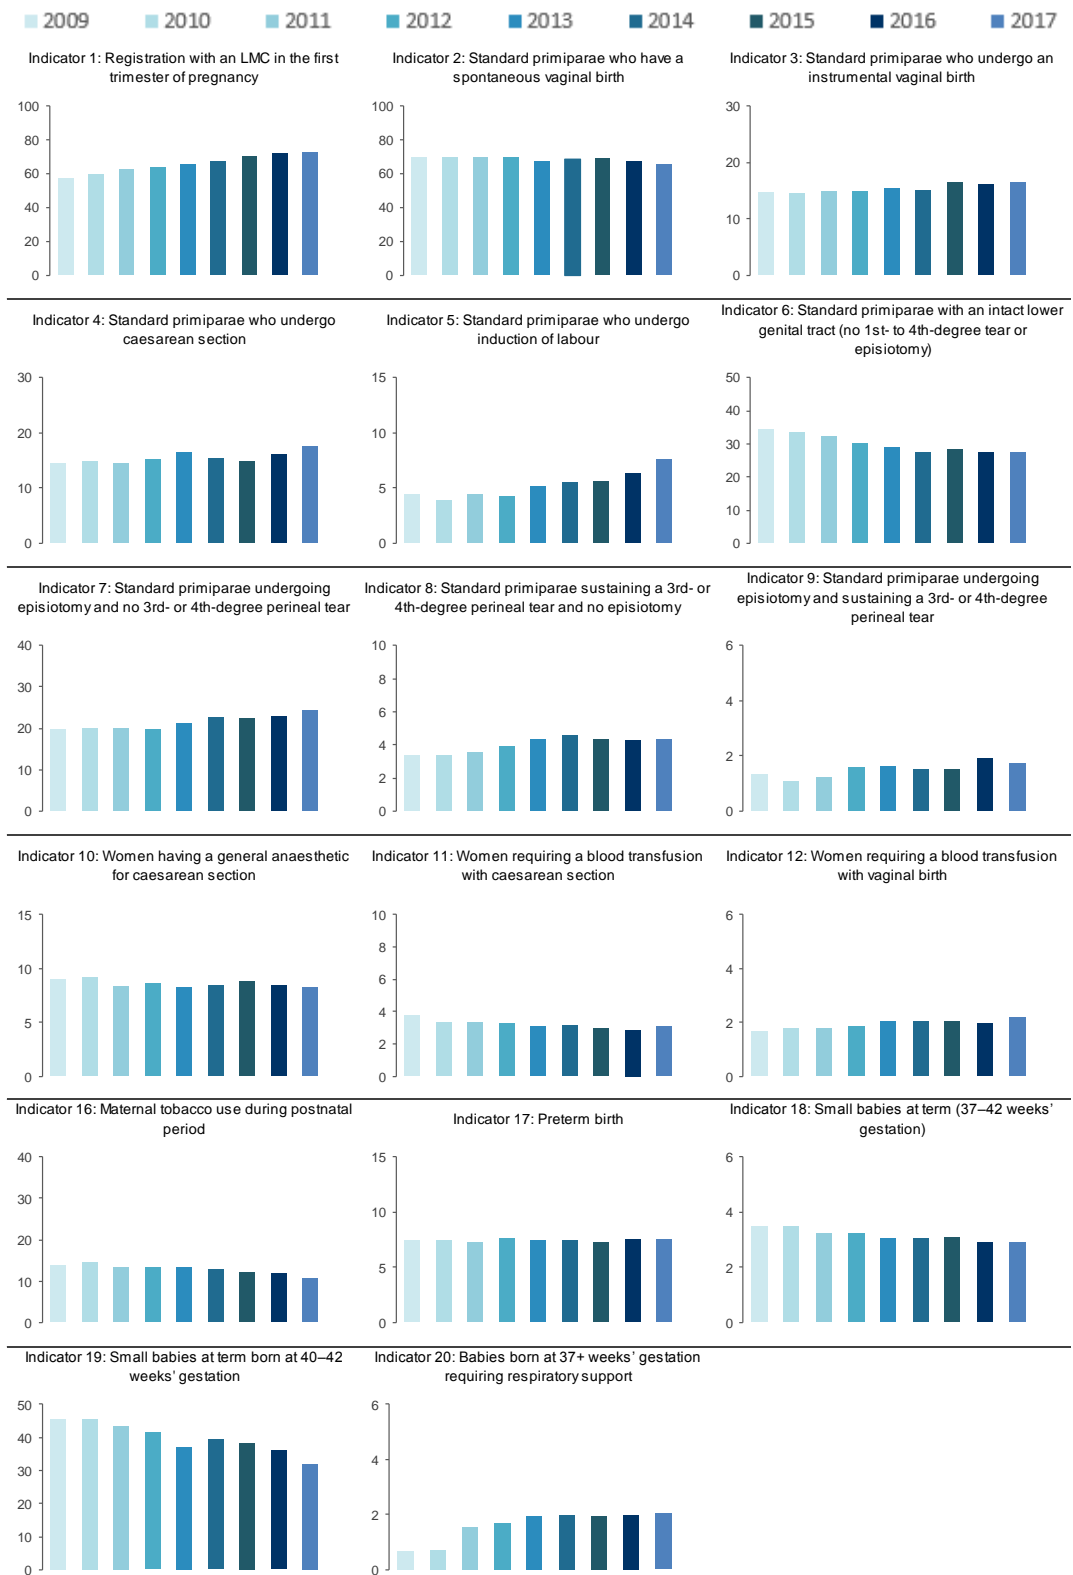 2009 2010 2011 2012 2013 2014 2015 2016 2017
Indicator 1: Registration with an LMC in the first
trimester of pregnancy
100
80
60
40
20
0
Indicator 2: Standard primiparae who have a
spontaneous vaginal birth
100
80
60
40
20
0
Indicator 3: Standard primiparae who undergo an
instrumental vaginal birth
30
20
10
0
Indicator 4: Standard primiparae who undergo
caesarean section
30
20
10
0
Indicator 5: Standard primiparae who undergo
induction of labour
15
10
5
0
Indicator 6: Standard primiparae with an intact lower
genital tract (no 1st- to 4th-degree tear or
episiotomy)
50
40
30
20
10
0
Indicator 7: Standard primiparae undergoing
episiotomy and no 3rd- or 4th-degree perineal tear
40
30
20
10
0
Indicator 8: Standard primiparae sustaining a 3rd- or
4th-degree perineal tear and no episiotomy
10
8
6
4
2
0
Indicator 9: Standard primiparae undergoing
episiotomy and sustaining a 3rd- or 4th-degree
perineal tear
6
4
2
0
Indicator 10: Women having a general anaesthetic
for caesarean section
15
10
5
0
Indicator 11: Women requiring a blood transfusion
with caesarean section
10
8
6
4
2
0
Indicator 12: Women requiring a blood transfusion
with vaginal birth
6
4
2
0
Indicator 16: Maternal tobacco use during postnatal
period
40
30
20
10
0
Indicator 17: Preterm birth
15
10
5
0
Indicator 18: Small babies at term (37–42 weeks’
gestation)
6
4
2
0
Indicator 19: Small babies at term born at 40–42
weeks’ gestation
50
40
30
20
10
0
Indicator 20: Babies born at 37+ weeks’ gestation
requiring respiratory support
6
4
2
0